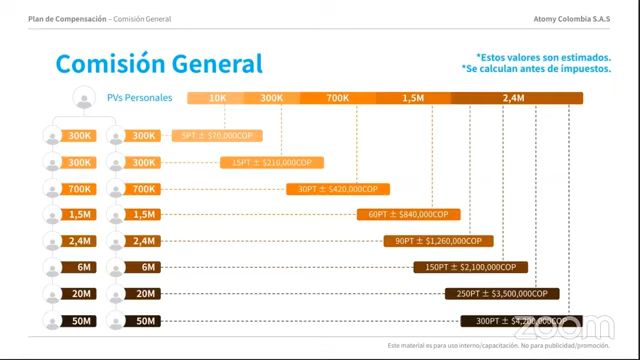 Plan de Compensación – Comisión General
Atomy Colombia S.A.S
Comisión General
*Estos valores son estimados.
*Se calculan antes de impuestos.
PVs Personales
10K 300K 700K 1,5M 2,4M
300K 300K 5PT ± $70,000COP
300K 300K 15PT ± $210,000COP
700K 700K 30PT ± $420,000COP
1,5M 1,5M 60PT ± $840,000COP
2,4M 2,4M 90PT ± $1,260,000COP
6M 6M 150PT ± $2,100,000COP
20M 20M 250PT ± $3,500,000COP
50M 50M 300PT ± $4,200,000COP
zoom
Este material es para uso interno/capacitación. No para publicidad/promoción.